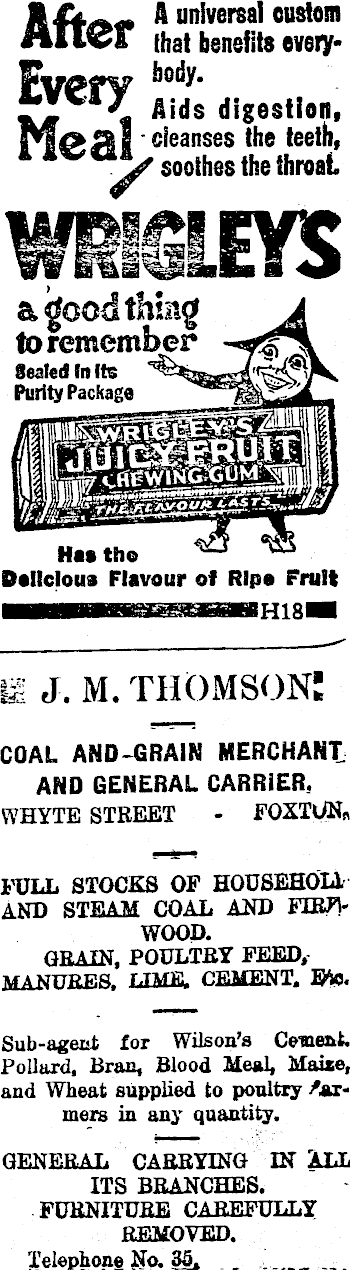 After
Every
Meal
A universal custom
that benefits every-
body.
Aids digestion,
cleanses the teeth,
soothes the throat.
WRIGLEY'S
a good thing
to remember
Sealed in its
Purity Package
WRIGLEY'S
JUICY FRUIT
CHEWING GUM
THE FLAVOUR LASTS
Has the
Delicious Flavour of Ripe Fruit
H18
J. M. THOMSON
COAL AND GRAIN MERCHANT
AND GENERAL CARRIER,
WHYTE STREET - FOXTON.
FULL STOCKS OF HOUSEHOLD
AND STEAM COAL AND FIRE-
WOOD.
GRAIN, POULTRY FEED,
MANURES, LIME, CEMENT, Etc.
Sub-agent for Wilson's Cement.
Pollard, Bran, Blood Meal, Maize,
and Wheat supplied to poultry far-
mers in any quantity.
GENERAL CARRYING IN ALL
ITS BRANCHES.
FURNITURE CAREFULLY
REMOVED.
Telephone No. 35.